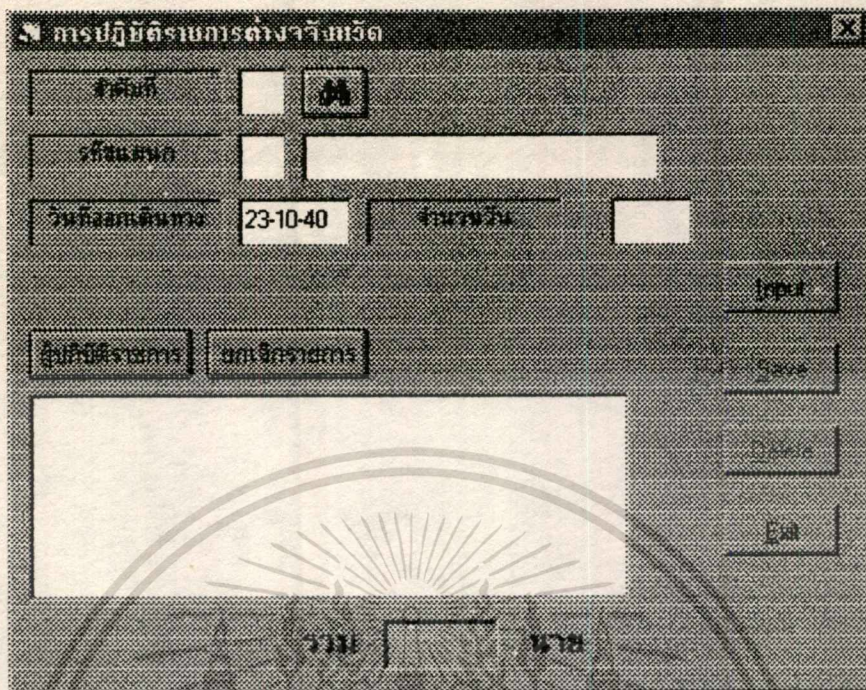 การปฎิบัติราชการต่างจังหวัด
ลำดับที่
รหัสแผนก
วันที่ออกเดินทาง 23-10-40 จำนวนวัน
Input
ผู้ปฎิบัติราชการ ยกเลิกรายการ
Save
Delete
Exit
รวม นาย